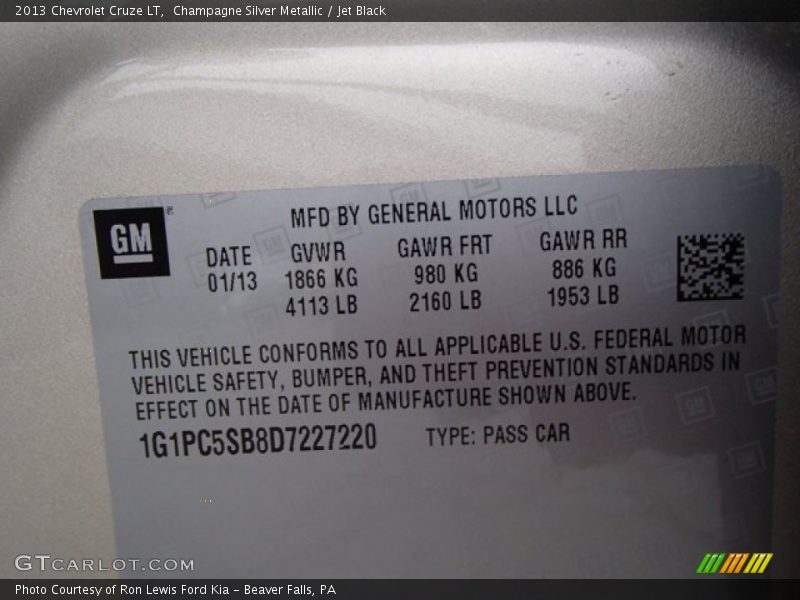 2013 Chevrolet Cruze LT,  Champagne Silver Metallic / Jet Black
MFD BY GENERAL MOTORS LLC
GM
DATE GVWR GAWR FRT GAWR RR
01/13 1866 KG 980 KG 886 KG
4113 LB 2160 LB 1953 LB
THIS VEHICLE CONFORMS TO ALL APPLICABLE U.S. FEDERAL MOTOR
VEHICLE SAFETY, BUMPER, AND THEFT PREVENTION STANDARDS IN
EFFECT ON THE DATE OF MANUFACTURE SHOWN ABOVE.
1G1PC5SB8D7227220 TYPE: PASS CAR
GTCARLOT.COM
Photo Courtesy of Ron Lewis Ford Kia – Beaver Falls, PA